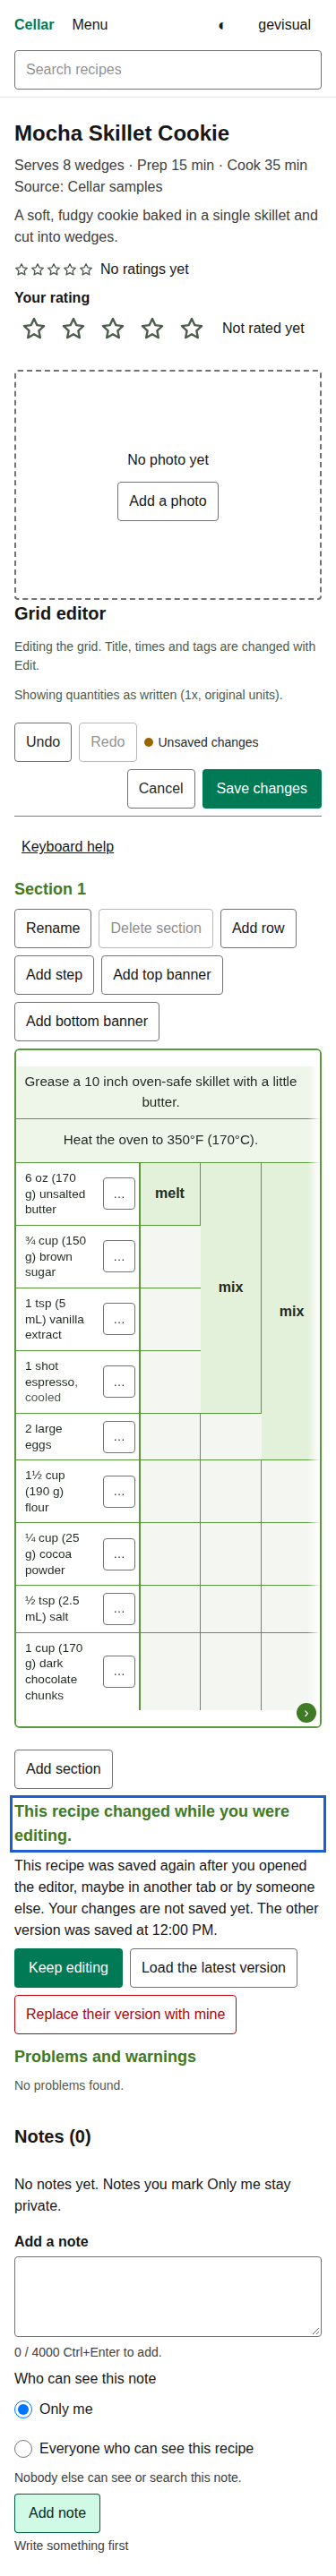 Cellar Menu gevisual
Search recipes
Mocha Skillet Cookie
Serves 8 wedges · Prep 15 min · Cook 35 min
Source: Cellar samples
A soft, fudgy cookie baked in a single skillet and
cut into wedges.
No ratings yet
Your rating
Not rated yet
No photo yet
Add a photo
Grid editor
Editing the grid. Title, times and tags are changed with
Edit.
Showing quantities as written (1x, original units).
Undo Redo Unsaved changes
Cancel Save changes
Keyboard help
Section 1
Rename Delete section Add row
Add step Add top banner
Add bottom banner
Grease a 10 inch oven-safe skillet with a little
butter.
Heat the oven to 350°F (170°C).
6 oz (170
g) unsalted
butter
...
melt
mix
mix
¾ cup (150
g) brown
sugar
...
1 tsp (5
mL) vanilla
extract
...
1 shot
espresso,
cooled
...
2 large
eggs
...
1½ cup
(190 g)
flour
...
¼ cup (25
g) cocoa
powder
...
½ tsp (2.5
mL) salt
...
1 cup (170
g) dark
chocolate
chunks
...
›
Add section
This recipe changed while you were
editing.
This recipe was saved again after you opened
the editor, maybe in another tab or by someone
else. Your changes are not saved yet. The other
version was saved at 12:00 PM.
Keep editing Load the latest version
Replace their version with mine
Problems and warnings
No problems found.
Notes (0)
No notes yet. Notes you mark Only me stay
private.
Add a note
0 / 4000 Ctrl+Enter to add.
Who can see this note
Only me
Everyone who can see this recipe
Nobody else can see or search this note.
Add note
Write something first